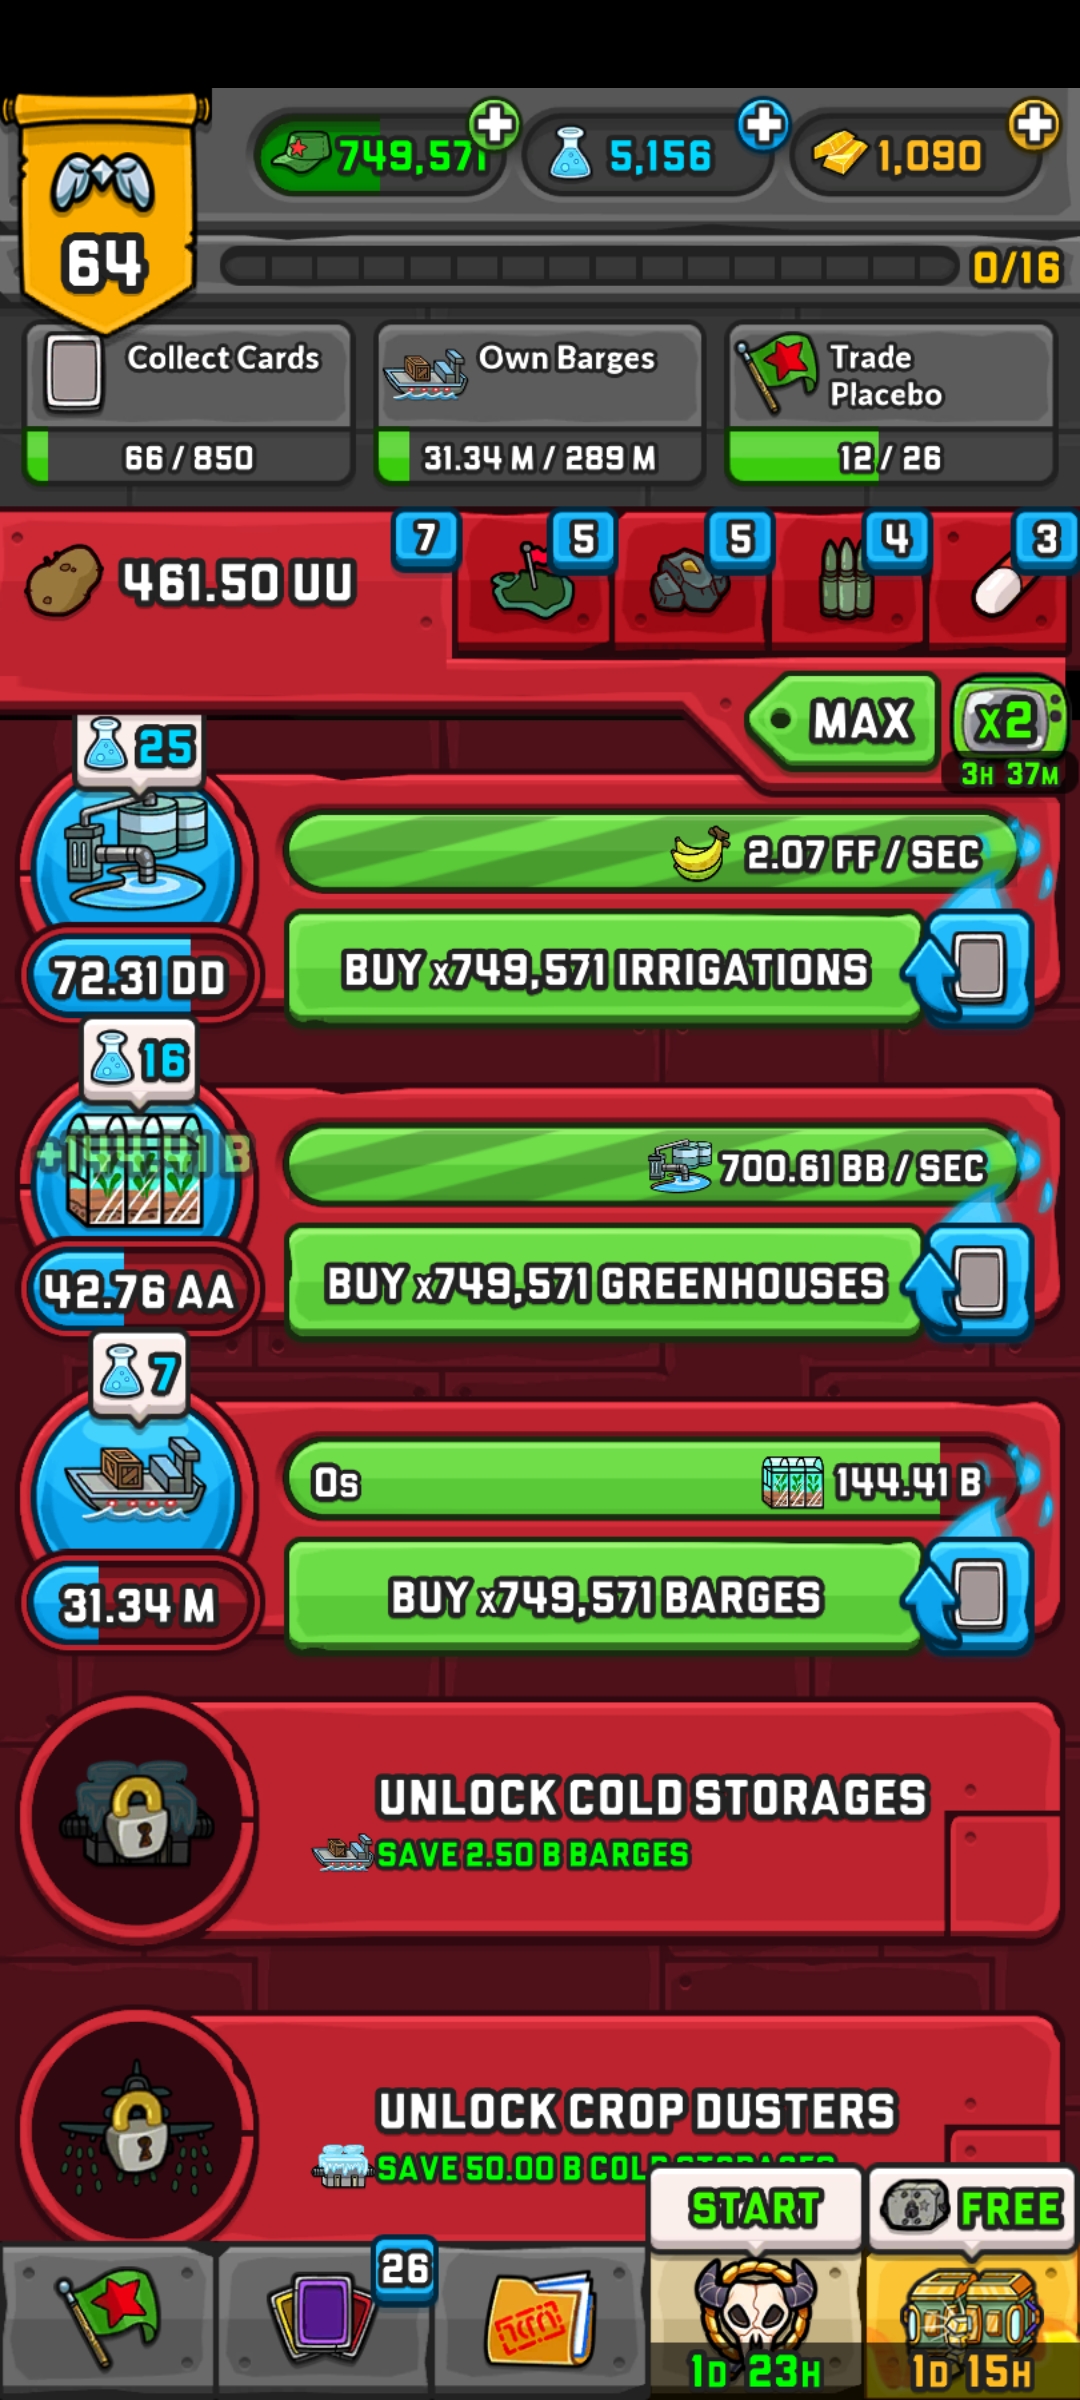 749,571
5,156
1,090
64
0/16
Collect Cards
66 / 850
Own Barges
31.34 M / 289 M
Trade
Placebo
12 / 26
461.50 UU
7
5
5
4
3
MAX
x2
3H 37M
25
2.07 FF / SEC
72.31 DD
BUY x749,571 IRRIGATIONS
16
+144.41 B
700.61 BB / SEC
42.76 AA
BUY x749,571 GREENHOUSES
7
0s
144.41 B
31.34 M
BUY x749,571 BARGES
UNLOCK COLD STORAGES
SAVE 2.50 B BARGES
UNLOCK CROP DUSTERS
SAVE 50.00 B COLD STORAGES
START
FREE
26
1D 23H
1D 15H